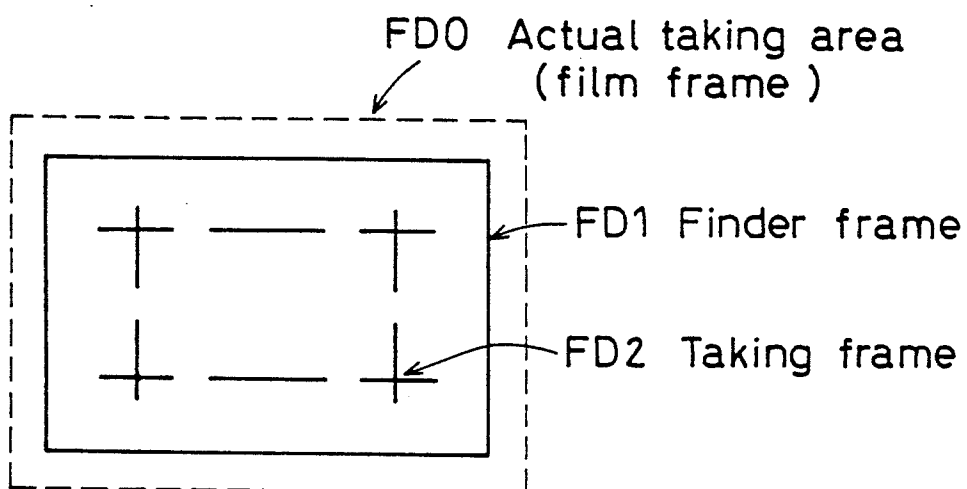 FD0 Actual taking area
(film frame)
FD1 Finder frame
FD2 Taking frame